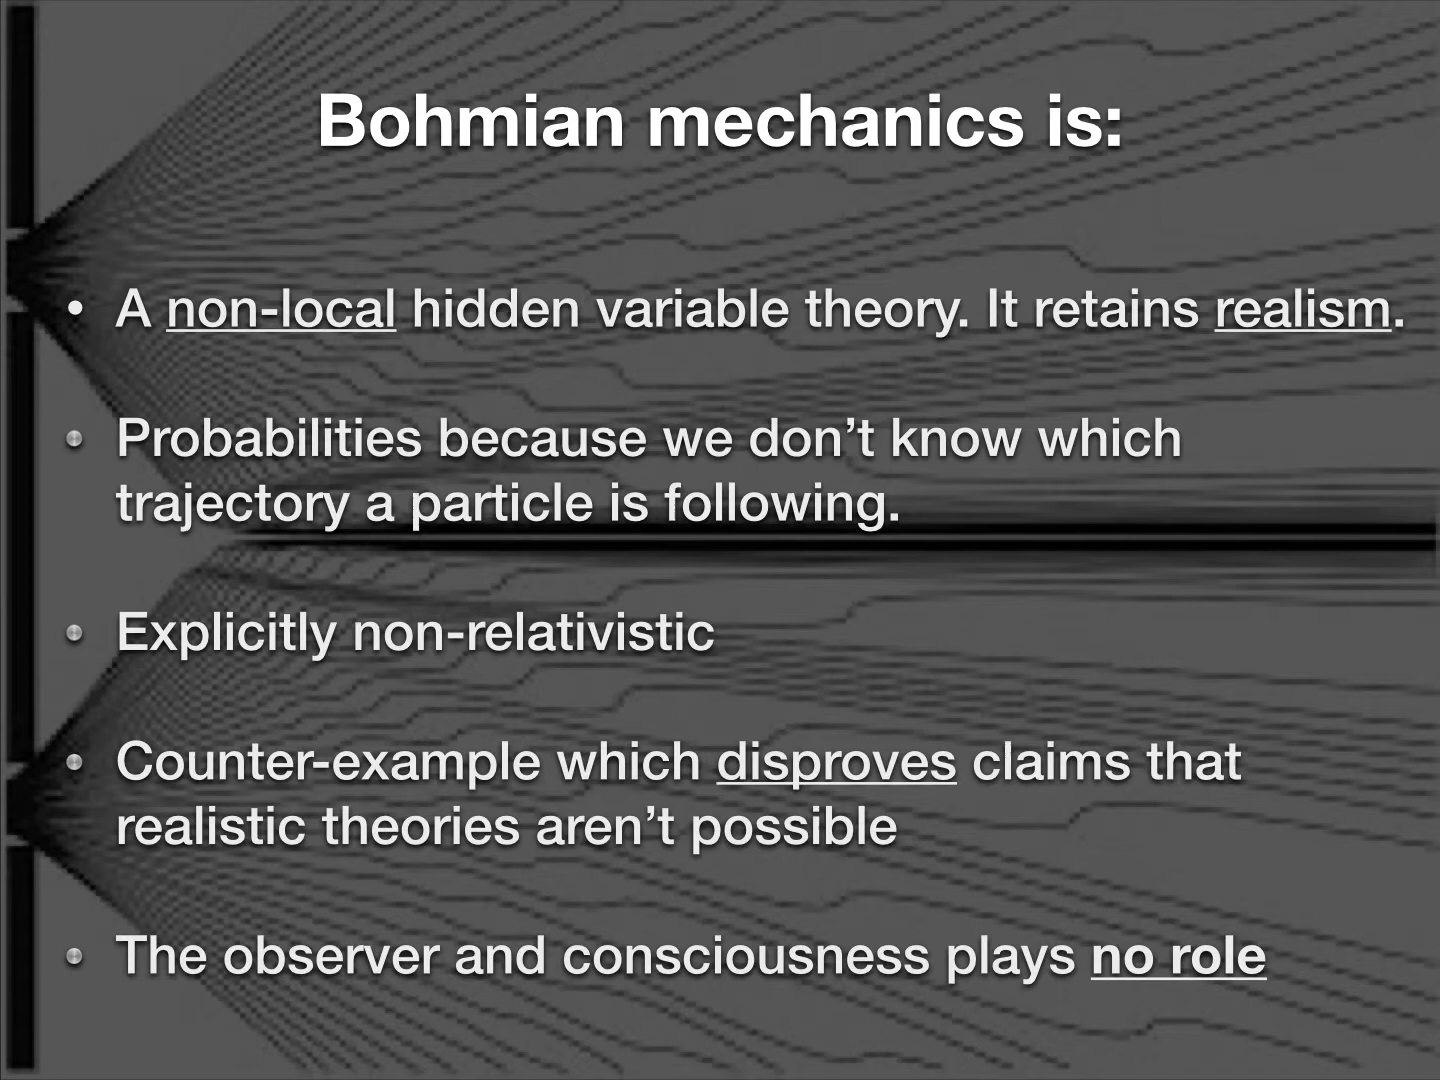 Bohmian mechanics is:
• A non-local hidden variable theory. It retains realism.
• Probabilities because we don’t know which
trajectory a particle is following.
• Explicitly non-relativistic
• Counter-example which disproves claims that
realistic theories aren’t possible
• The observer and consciousness plays no role